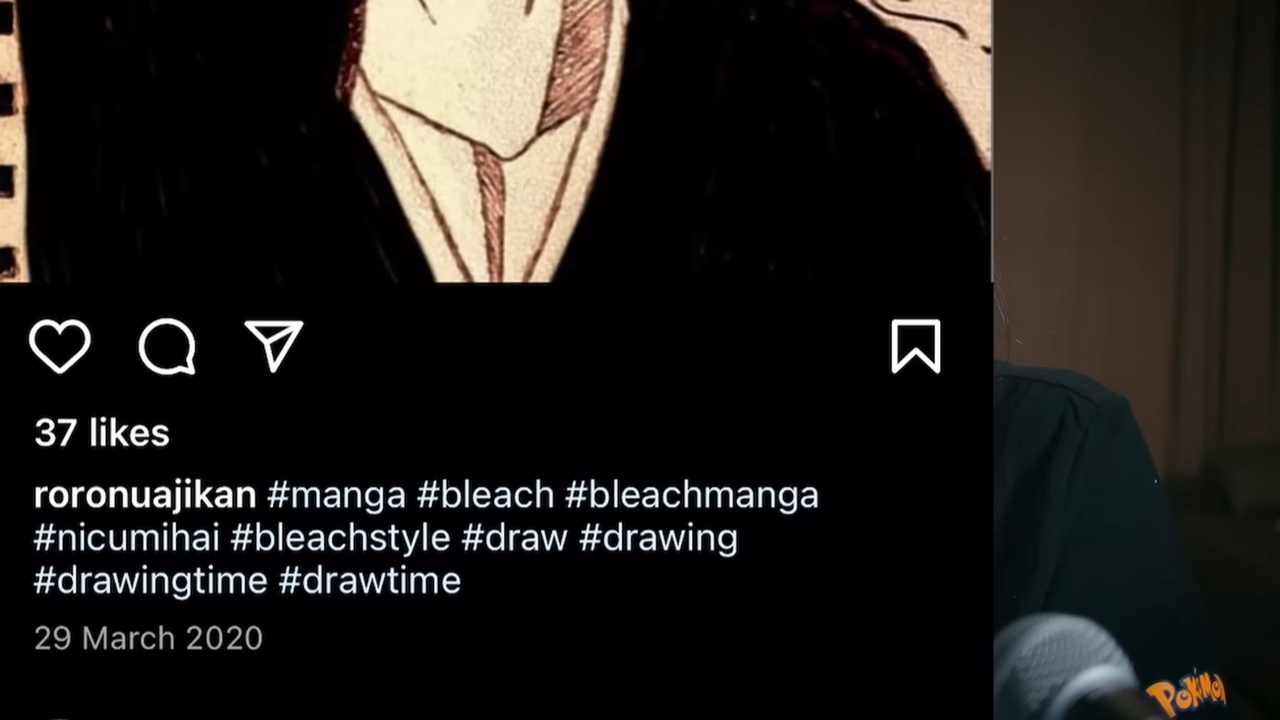 37 likes
roronuajikan #manga #bleach #bleachmanga
#nicumihai #bleachstyle #draw #drawing
#drawingtime #drawtime
29 March 2020